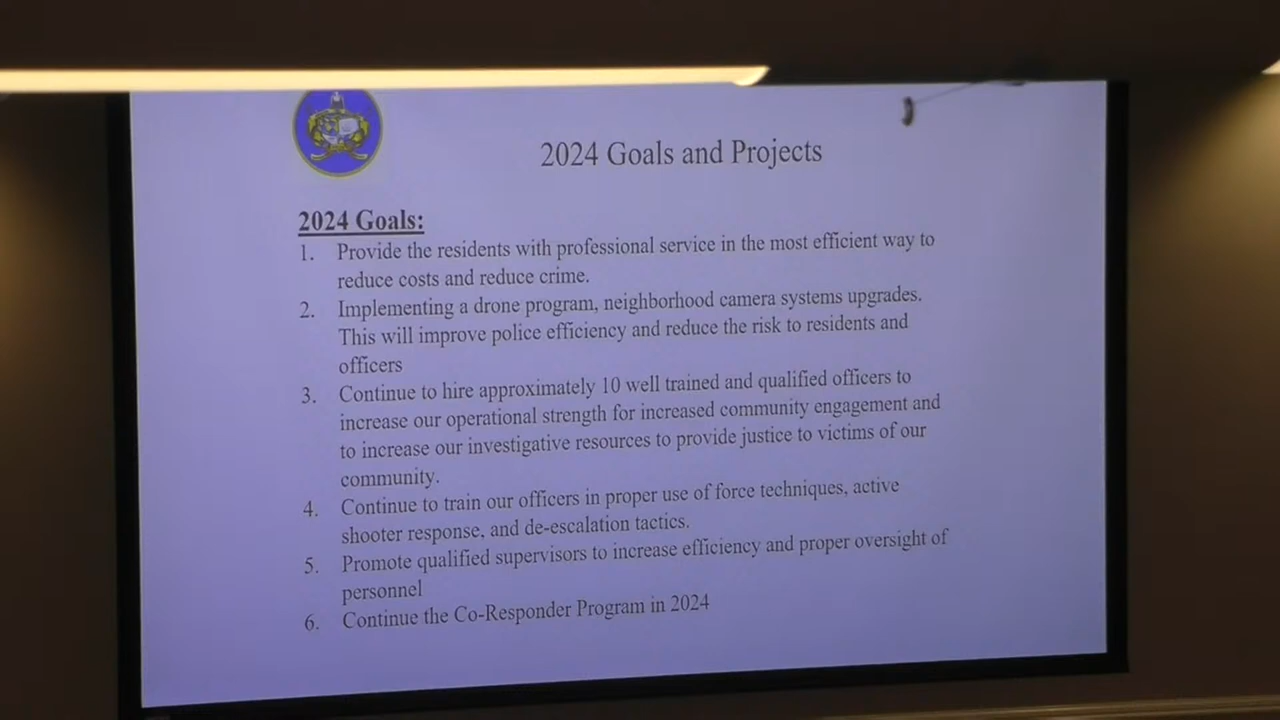 2024 Goals and Projects
2024 Goals:
1. Provide the residents with professional service in the most efficient way to
reduce costs and reduce crime.
2. Implementing a drone program, neighborhood camera systems upgrades.
This will improve police efficiency and reduce the risk to residents and
officers
3. Continue to hire approximately 10 well trained and qualified officers to
increase our operational strength for increased community engagement and
to increase our investigative resources to provide justice to victims of our
community.
4. Continue to train our officers in proper use of force techniques, active
shooter response, and de-escalation tactics.
5. Promote qualified supervisors to increase efficiency and proper oversight of
personnel
6. Continue the Co-Responder Program in 2024